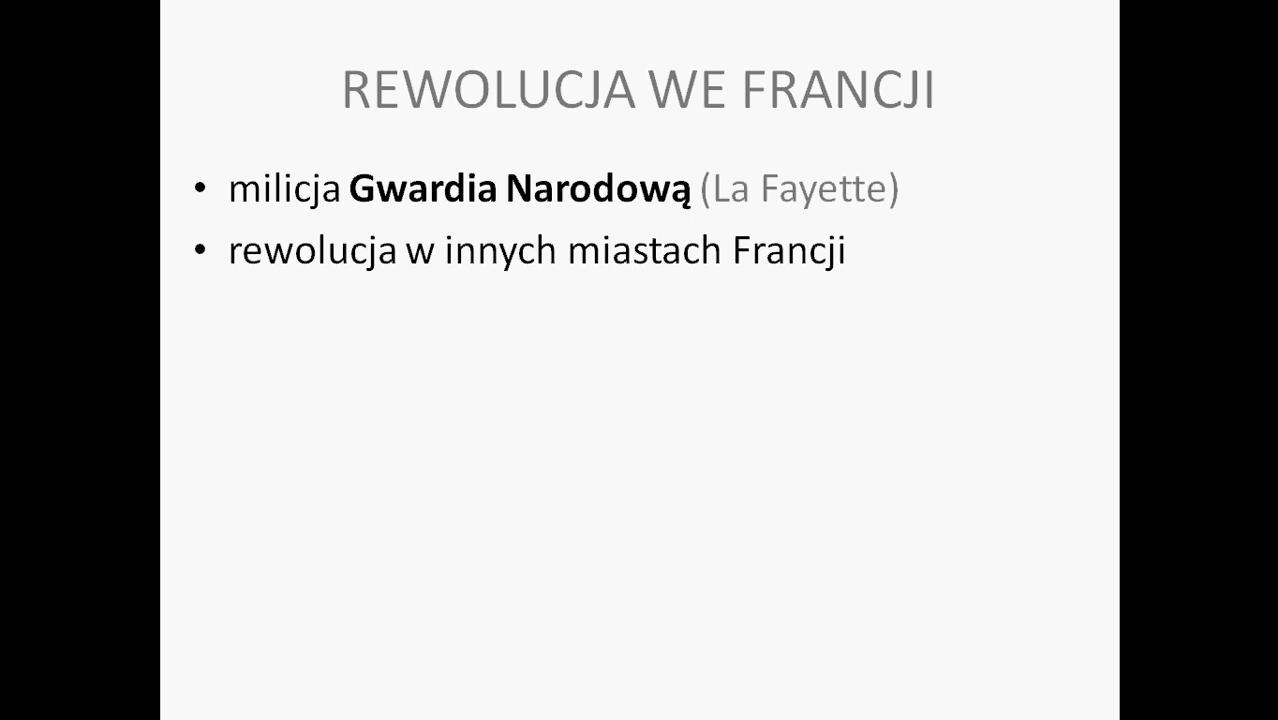 REWOLUCJA WE FRANCJI
• milicja Gwardia Narodową (La Fayette)
• rewolucja w innych miastach Francji